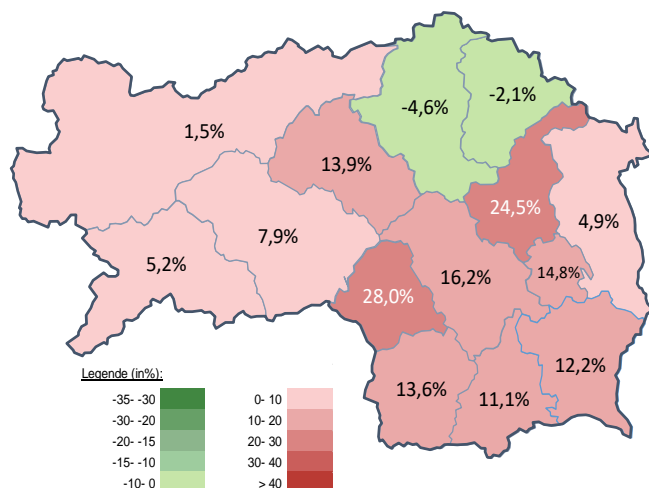 -4,6%
-2,1%
1,5%
13,9%
24,5%
4,9%
7,9%
5,2%
16,2%
14,8%
28,0%
12,2%
13,6%
11,1%
Legende (in%):
-35- -30 0- 10
-30- -20 10- 20
-20- -15 20- 30
-15- -10 30- 40
-10- 0 > 40